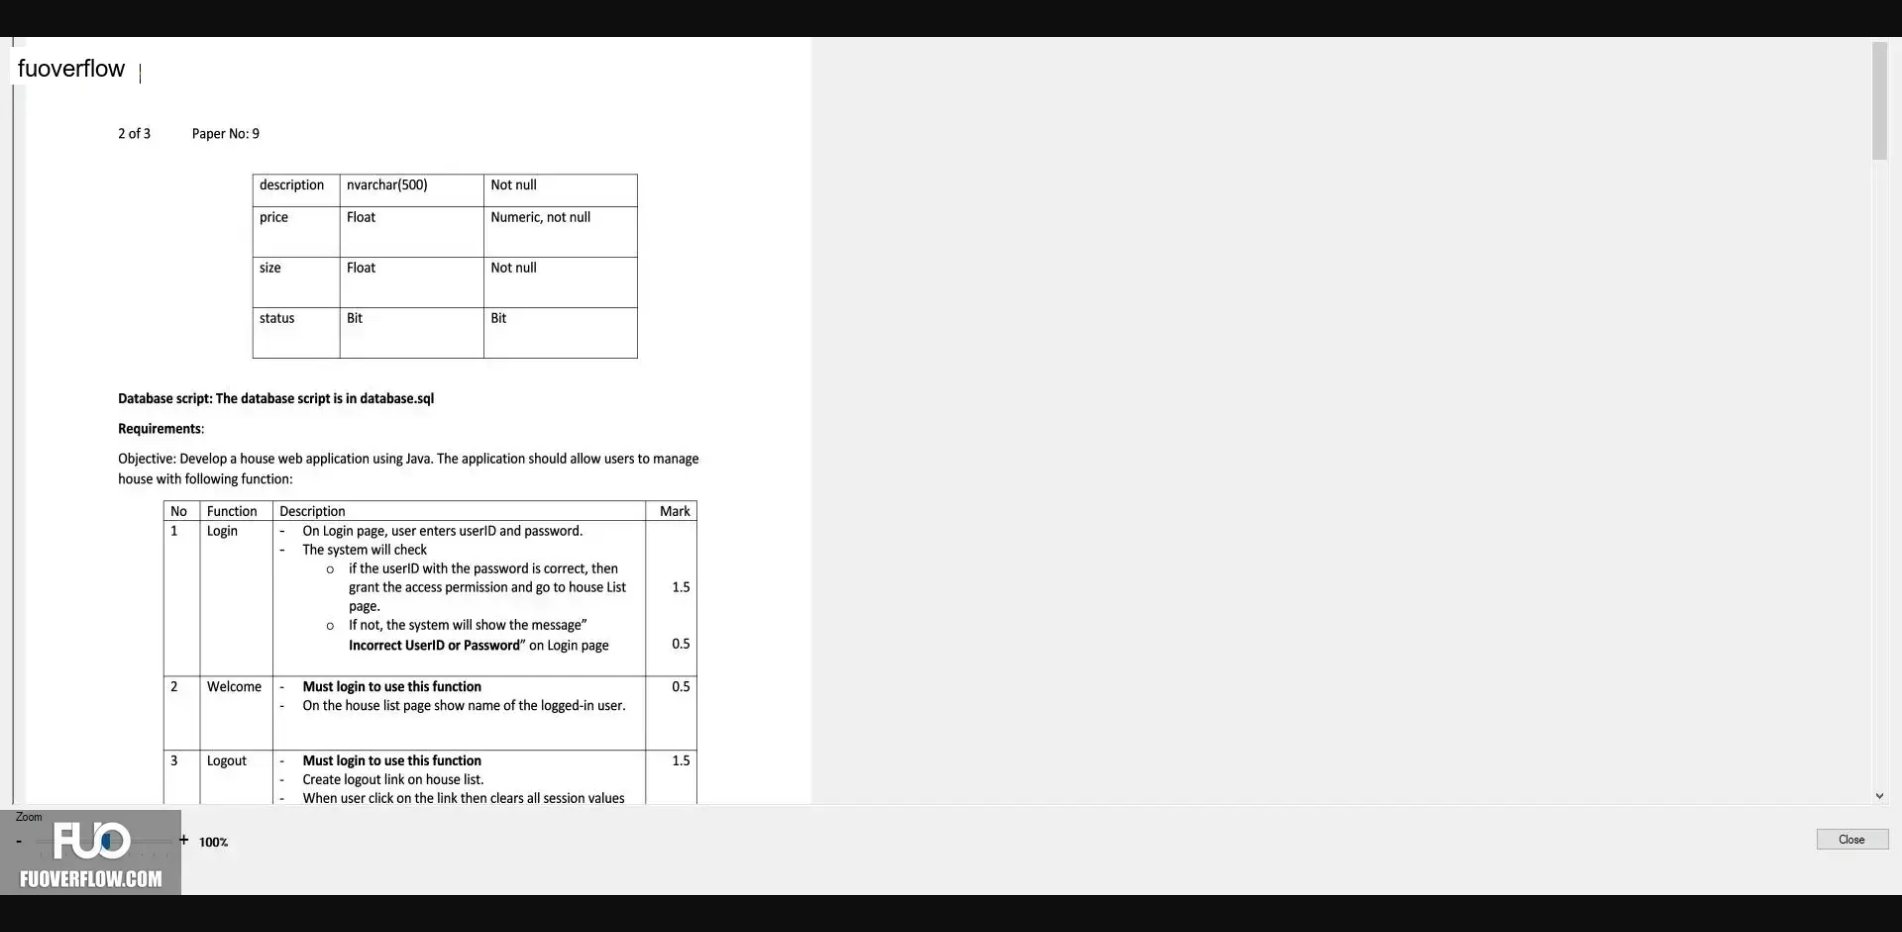 fuoverflow
2 of 3 Paper No: 9
description nvarchar(500) Not null
price Float Numeric, not null
size Float Not null
status Bit Bit
Database script: The database script is in database.sql
Requirements:
Objective: Develop a house web application using Java. The application should allow users to manage
house with following function:
No Function Description Mark
1 Login - On Login page, user enters userID and password.
- The system will check
o if the userID with the password is correct, then
grant the access permission and go to house List 1.5
page.
o If not, the system will show the message”
Incorrect UserID or Password” on Login page 0.5
2 Welcome - Must login to use this function 0.5
- On the house list page show name of the logged-in user.
3 Logout - Must login to use this function 1.5
- Create logout link on house list.
- When user click on the link then clears all session values
Zoom
- + 100%
Close
FUO
FUOVERFLOW.COM